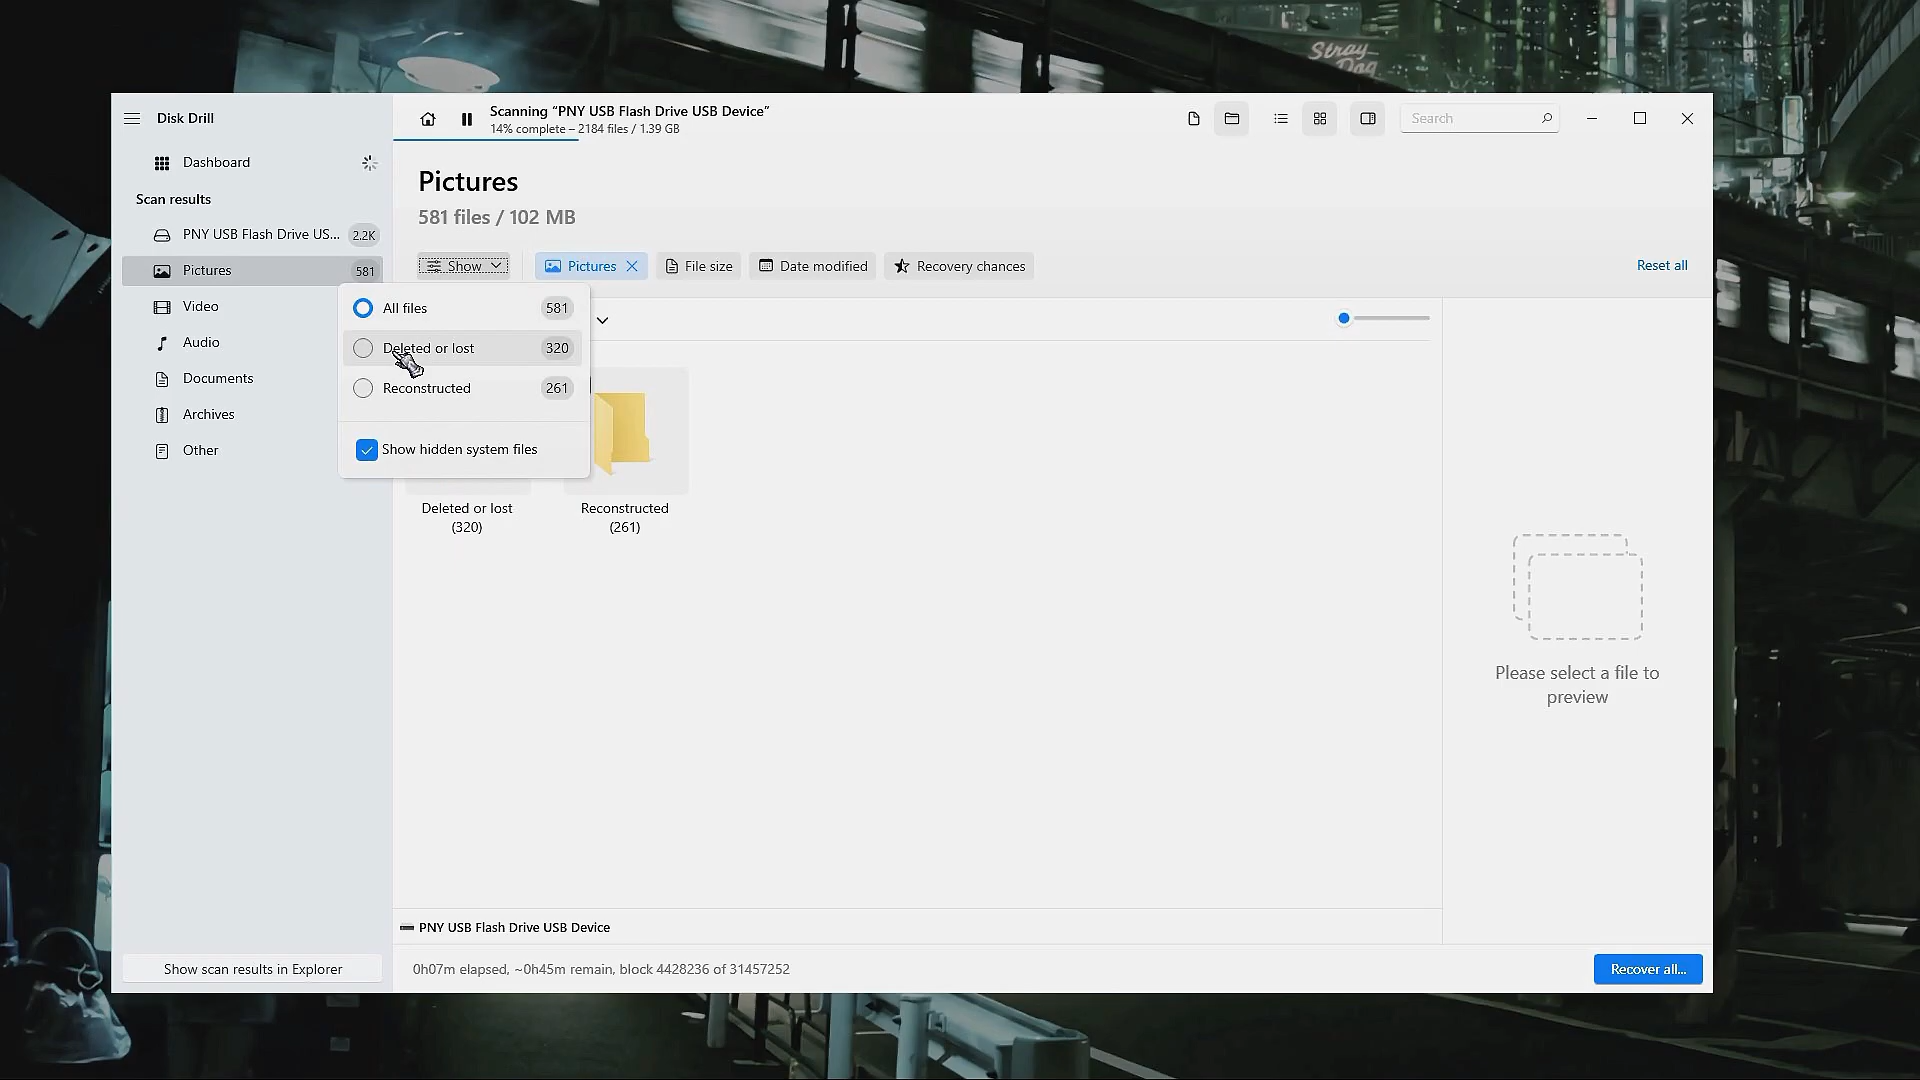 Stray
Dog
Disk Drill
Scanning “PNY USB Flash Drive USB Device”
14% complete – 2184 files / 1.39 GB
Search
Dashboard
Scan results
PNY USB Flash Drive US... 2.2K
Pictures 581
Video
Audio
Documents
Archives
Other
Pictures
581 files / 102 MB
Show
Pictures
File size
Date modified
Recovery chances
Reset all
All files 581
Deleted or lost 320
Reconstructed 261
Show hidden system files
Deleted or lost
(320)
Reconstructed
(261)
Please select a file to
preview
PNY USB Flash Drive USB Device
Show scan results in Explorer
0h07m elapsed, ~0h45m remain, block 4428236 of 31457252
Recover all...